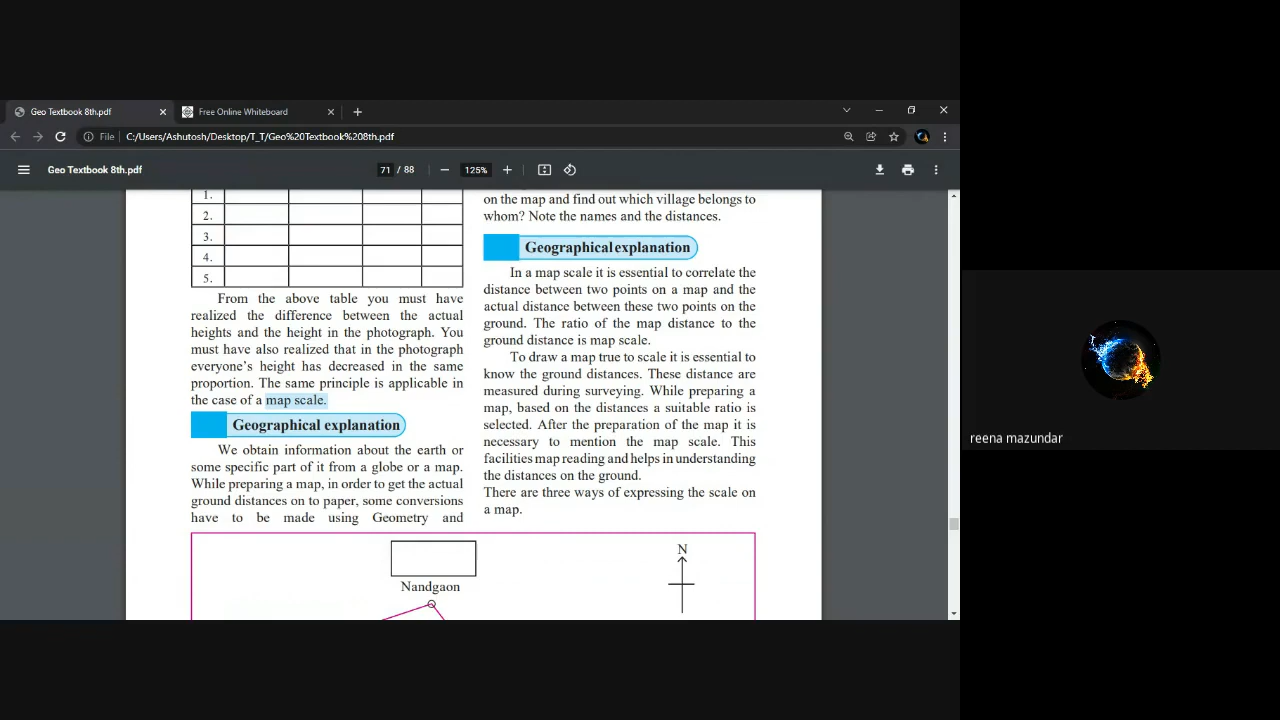 Geo Textbook 8th.pdf
Free Online Whiteboard
File
C:/Users/Ashutosh/Desktop/T_T/Geo%20Textbook%208th.pdf
Geo Textbook 8th.pdf
71 / 88
125%
1.
2.
3.
4.
5.
From the above table you must have
realized the difference between the actual
heights and the height in the photograph. You
must have also realized that in the photograph
everyone’s height has decreased in the same
proportion. The same principle is applicable in
the case of a map scale.
Geographical explanation
We obtain information about the earth or
some specific part of it from a globe or a map.
While preparing a map, in order to get the actual
ground distances on to paper, some conversions
have to be made using Geometry and
on the map and find out which village belongs to
whom? Note the names and the distances.
Geographical explanation
In a map scale it is essential to correlate the
distance between two points on a map and the
actual distance between these two points on the
ground. The ratio of the map distance to the
ground distance is map scale.
To draw a map true to scale it is essential to
know the ground distances. These distance are
measured during surveying. While preparing a
map, based on the distances a suitable ratio is
selected. After the preparation of the map it is
necessary to mention the map scale. This
facilities map reading and helps in understanding
the distances on the ground.
There are three ways of expressing the scale on
a map.
Nandgaon
N
reena mazundar